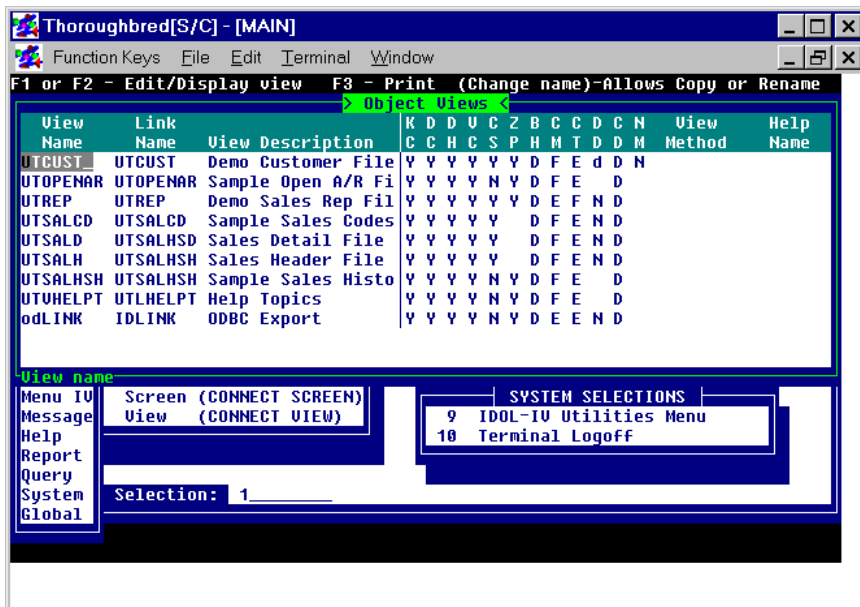 Thoroughbred[S/C] - [MAIN]
Function Keys File Edit Terminal Window
F1 or F2 - Edit/Display view F3 - Print (Change name)-Allows Copy or Rename
> Object Views <
View Link K D D V C Z B C C D C N View Help
Name Name View Description C C H C S P H M T D D M Method Name
UTCUST_ UTCUST Demo Customer File Y Y Y Y Y Y D F E d D N
UTOPENAR UTOPENAR Sample Open A/R Fi Y Y Y Y N Y D F E D
UTREP UTREP Demo Sales Rep Fil Y Y Y Y Y Y D E F N D
UTSALCD UTSALCD Sample Sales Codes Y Y Y Y Y D F E N D
UTSALD UTSALHSD Sales Detail File Y Y Y Y Y D F E N D
UTSALH UTSALHSH Sales Header File Y Y Y Y Y D F E N D
UTSALHSH UTSALHSH Sample Sales Histo Y Y Y Y N Y D F E D
UTVHELPT UTLHELPT Help Topics Y Y Y Y N Y D F E D
odLINK IDLINK ODBC Export Y Y Y Y N Y D E E N D
View name
Menu IV Screen (CONNECT SCREEN) SYSTEM SELECTIONS
Message View (CONNECT VIEW) 9 IDOL-IV Utilities Menu
Help 10 Terminal Logoff
Report
Query
System Selection: 1________
Global